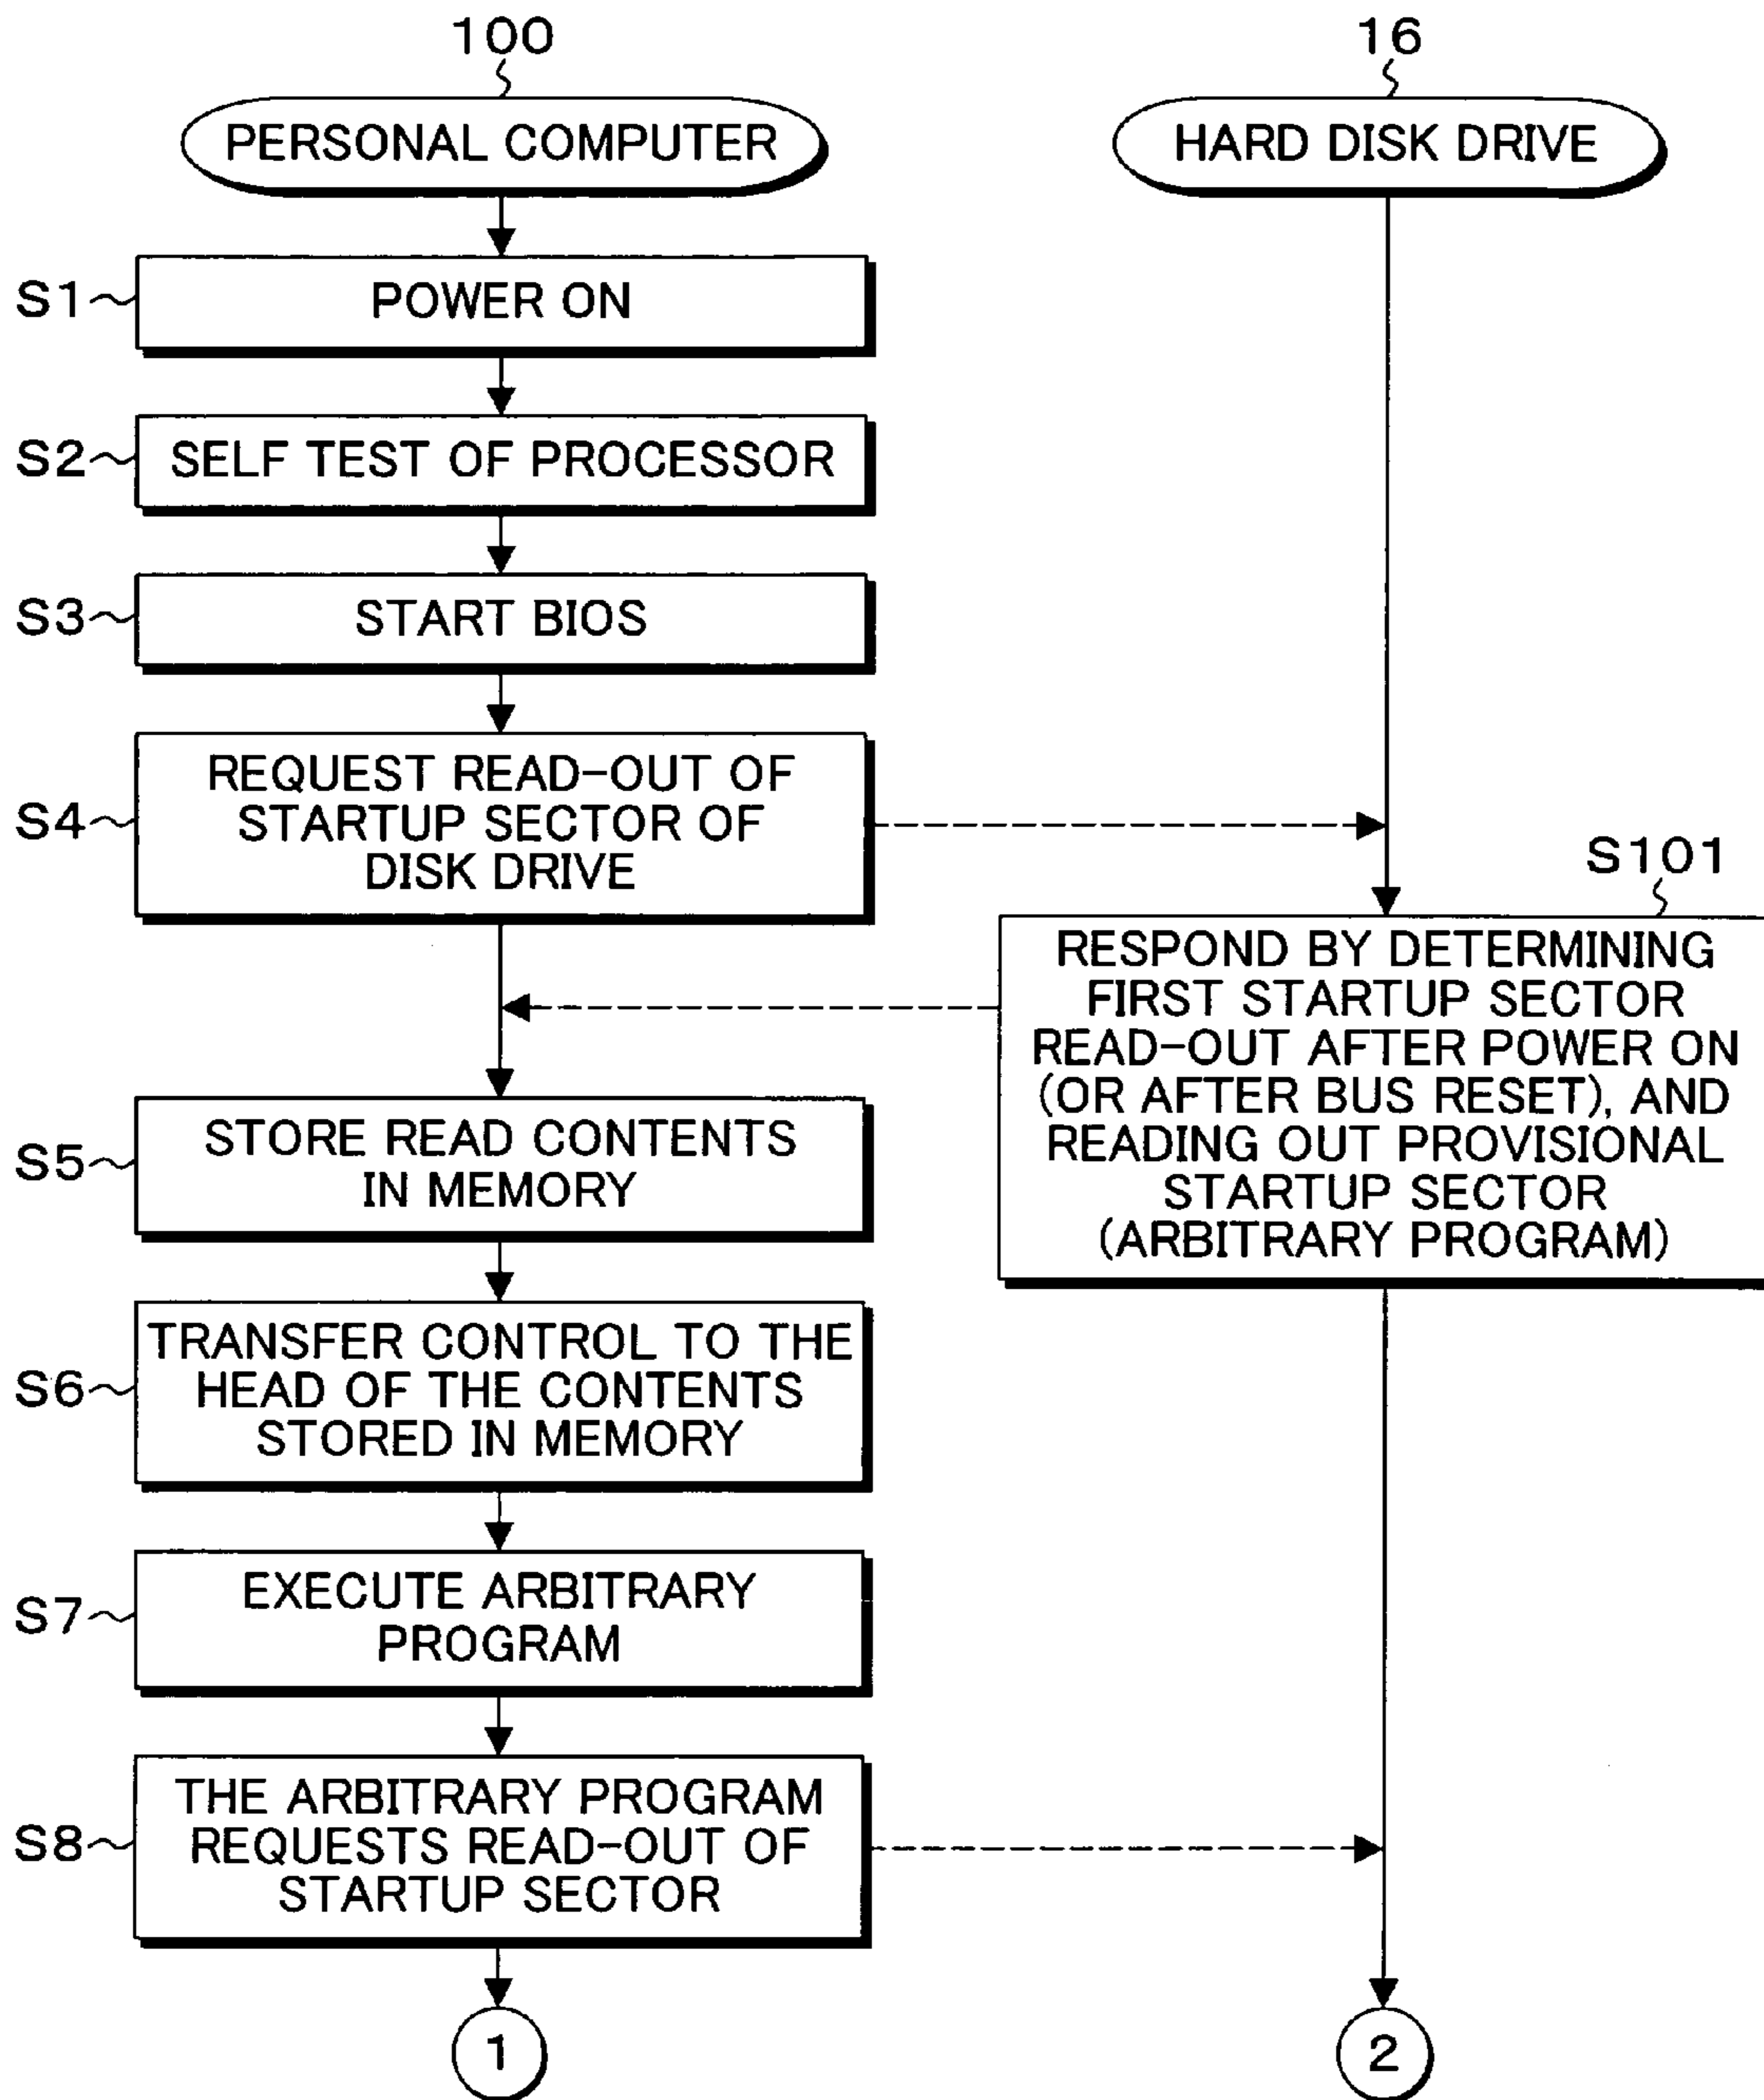 100
PERSONAL COMPUTER
16
HARD DISK DRIVE
S1
POWER ON
S2
SELF TEST OF PROCESSOR
S3
START BIOS
S4
REQUEST READ-OUT OF
STARTUP SECTOR OF
DISK DRIVE
S101
RESPOND BY DETERMINING
FIRST STARTUP SECTOR
READ-OUT AFTER POWER ON
(OR AFTER BUS RESET), AND
READING OUT PROVISIONAL
STARTUP SECTOR
(ARBITRARY PROGRAM)
S5
STORE READ CONTENTS
IN MEMORY
S6
TRANSFER CONTROL TO THE
HEAD OF THE CONTENTS
STORED IN MEMORY
S7
EXECUTE ARBITRARY
PROGRAM
S8
THE ARBITRARY PROGRAM
REQUESTS READ-OUT OF
STARTUP SECTOR
1
2